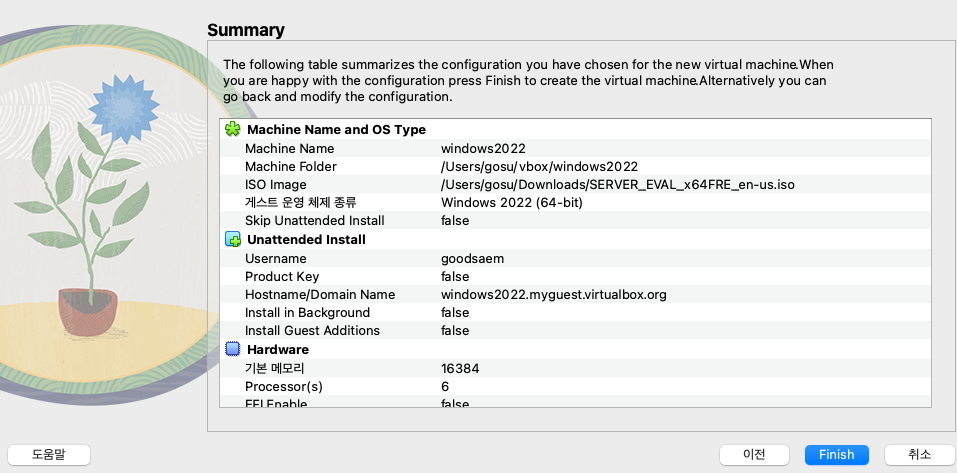 Summary
The following table summarizes the configuration you have chosen for the new virtual machine.When
you are happy with the configuration press Finish to create the virtual machine.Alternatively you can
go back and modify the configuration.
Machine Name and OS Type
Machine Name windows2022
Machine Folder /Users/gosu/vbox/windows2022
ISO Image /Users/gosu/Downloads/SERVER_EVAL_x64FRE_en-us.iso
게스트 운영 체제 종류 Windows 2022 (64-bit)
Skip Unattended Install false
Unattended Install
Username goodsaem
Product Key false
Hostname/Domain Name windows2022.myguest.virtualbox.org
Install in Background false
Install Guest Additions false
Hardware
기본 메모리 16384
Processor(s) 6
EFI Enable false
도움말 이전 Finish 취소